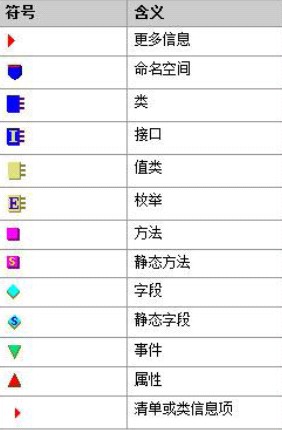 符号 含义
更多信息
命名空间
类
I 接口
值类
E 枚举
方法
S 静态方法
字段
S 静态字段
事件
属性
清单或类信息项